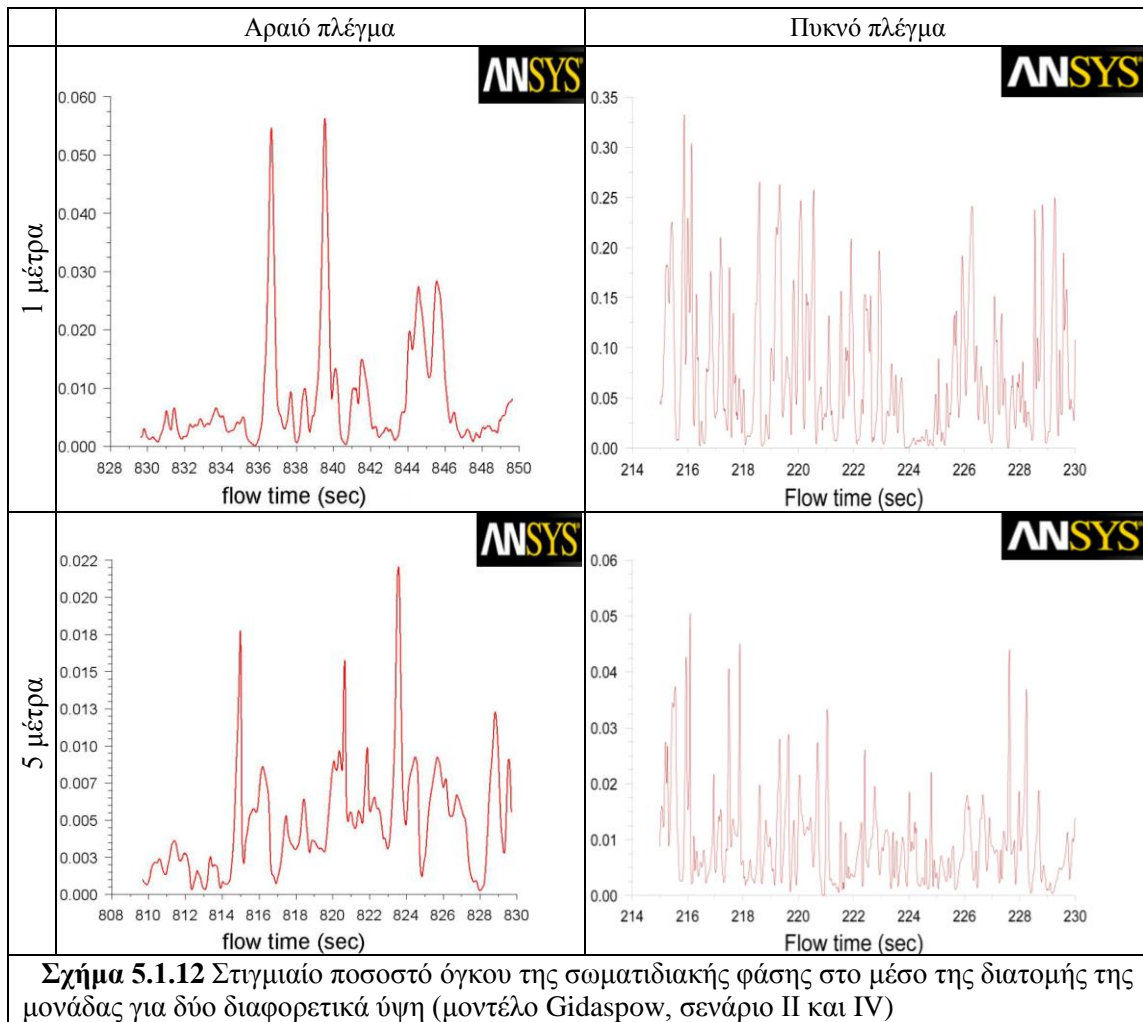 Αραιό πλέγμα
Πυκνό πλέγμα
1 μέτρα
ANSYS
0.060
0.050
0.040
0.030
0.020
0.010
0.000
828 830 832 834 836 838 840 842 844 846 848 850
flow time (sec)
ANSYS
0.35
0.30
0.25
0.20
0.15
0.10
0.05
0.00
214 216 218 220 222 224 226 228 230
Flow time (sec)
5 μέτρα
ANSYS
0.022
0.020
0.018
0.015
0.013
0.010
0.007
0.005
0.003
0.000
808 810 812 814 816 818 820 822 824 826 828 830
flow time (sec)
ANSYS
0.06
0.05
0.04
0.03
0.02
0.01
0.00
214 216 218 220 222 224 226 228 230
Flow time (sec)
Σχήμα 5.1.12 Στιγμιαίο ποσοστό όγκου της σωματιδιακής φάσης στο μέσο της διατομής της
μονάδας για δύο διαφορετικά ύψη (μοντέλο Gidaspow, σενάριο II και IV)